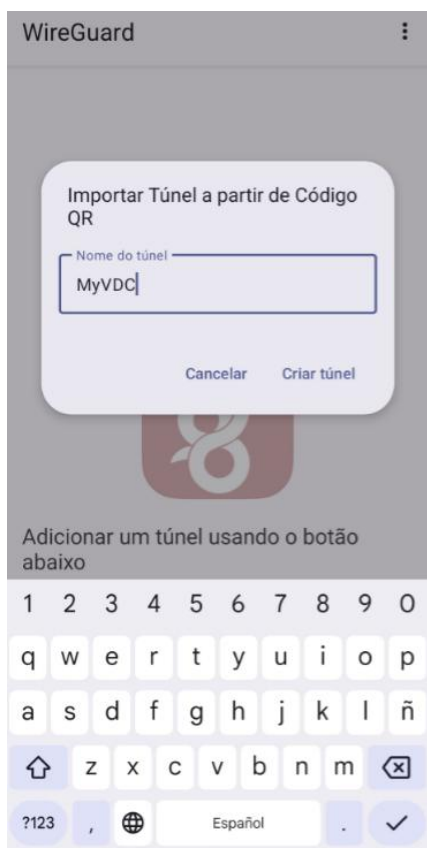 WireGuard
Importar Túnel a partir de Código
QR
Nome do túnel
MyVDC
Cancelar Criar túnel
Adicionar um túnel usando o botão
abaixo
1 2 3 4 5 6 7 8 9 0
q w e r t y u i o p
a s d f g h j k l ñ
z x c v b n m
?123 , Español .